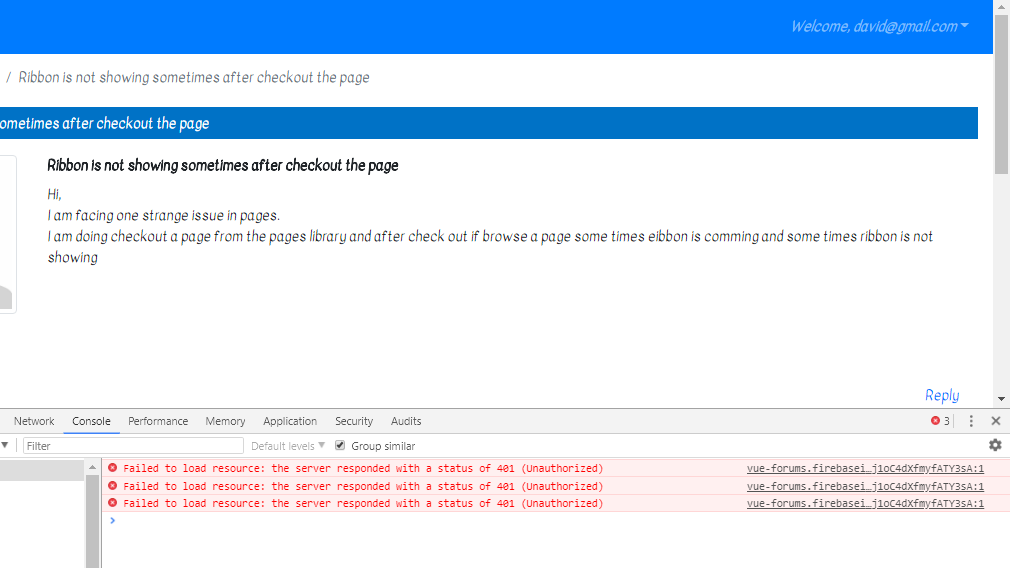 Welcome, david@gmail.com
/ Ribbon is not showing sometimes after checkout the page
ometimes after checkout the page
Ribbon is not showing sometimes after checkout the page
Hi,
I am facing one strange issue in pages.
I am doing checkout a page from the pages library and after check out if browse a page some times eibbon is comming and some times ribbon is not
showing
Reply
Network Console Performance Memory Application Security Audits 3
Filter Default levels Group similar
Failed to load resource: the server responded with a status of 401 (Unauthorized) vue-forums.firebasei…j1oC4dXfmyfATY3sA:1
Failed to load resource: the server responded with a status of 401 (Unauthorized) vue-forums.firebasei…j1oC4dXfmyfATY3sA:1
Failed to load resource: the server responded with a status of 401 (Unauthorized) vue-forums.firebasei…j1oC4dXfmyfATY3sA:1